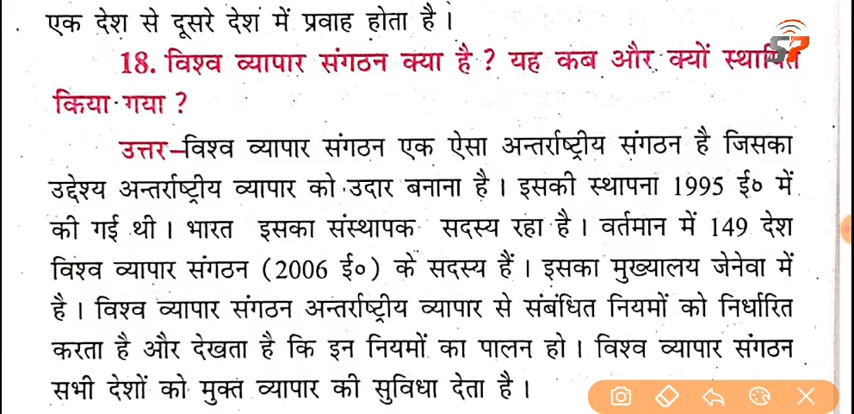 एक देश से दूसरे देश में प्रवाह होता है।
18. विश्व व्यापार संगठन क्या है ? यह कब और क्यों स्थापित
किया गया ?
उत्तर–विश्व व्यापार संगठन एक ऐसा अन्तर्राष्ट्रीय संगठन है जिसका
उद्देश्य अन्तर्राष्ट्रीय व्यापार को उदार बनाना है। इसकी स्थापना 1995 ई० में
की गई थी। भारत इसका संस्थापक सदस्य रहा है। वर्तमान में 149 देश
विश्व व्यापार संगठन (2006 ई०) के सदस्य हैं। इसका मुख्यालय जेनेवा में
है। विश्व व्यापार संगठन अन्तर्राष्ट्रीय व्यापार से संबंधित नियमों को निर्धारित
करता है और देखता है कि इन नियमों का पालन हो। विश्व व्यापार संगठन
सभी देशों को मुक्त व्यापार की सुविधा देता है।